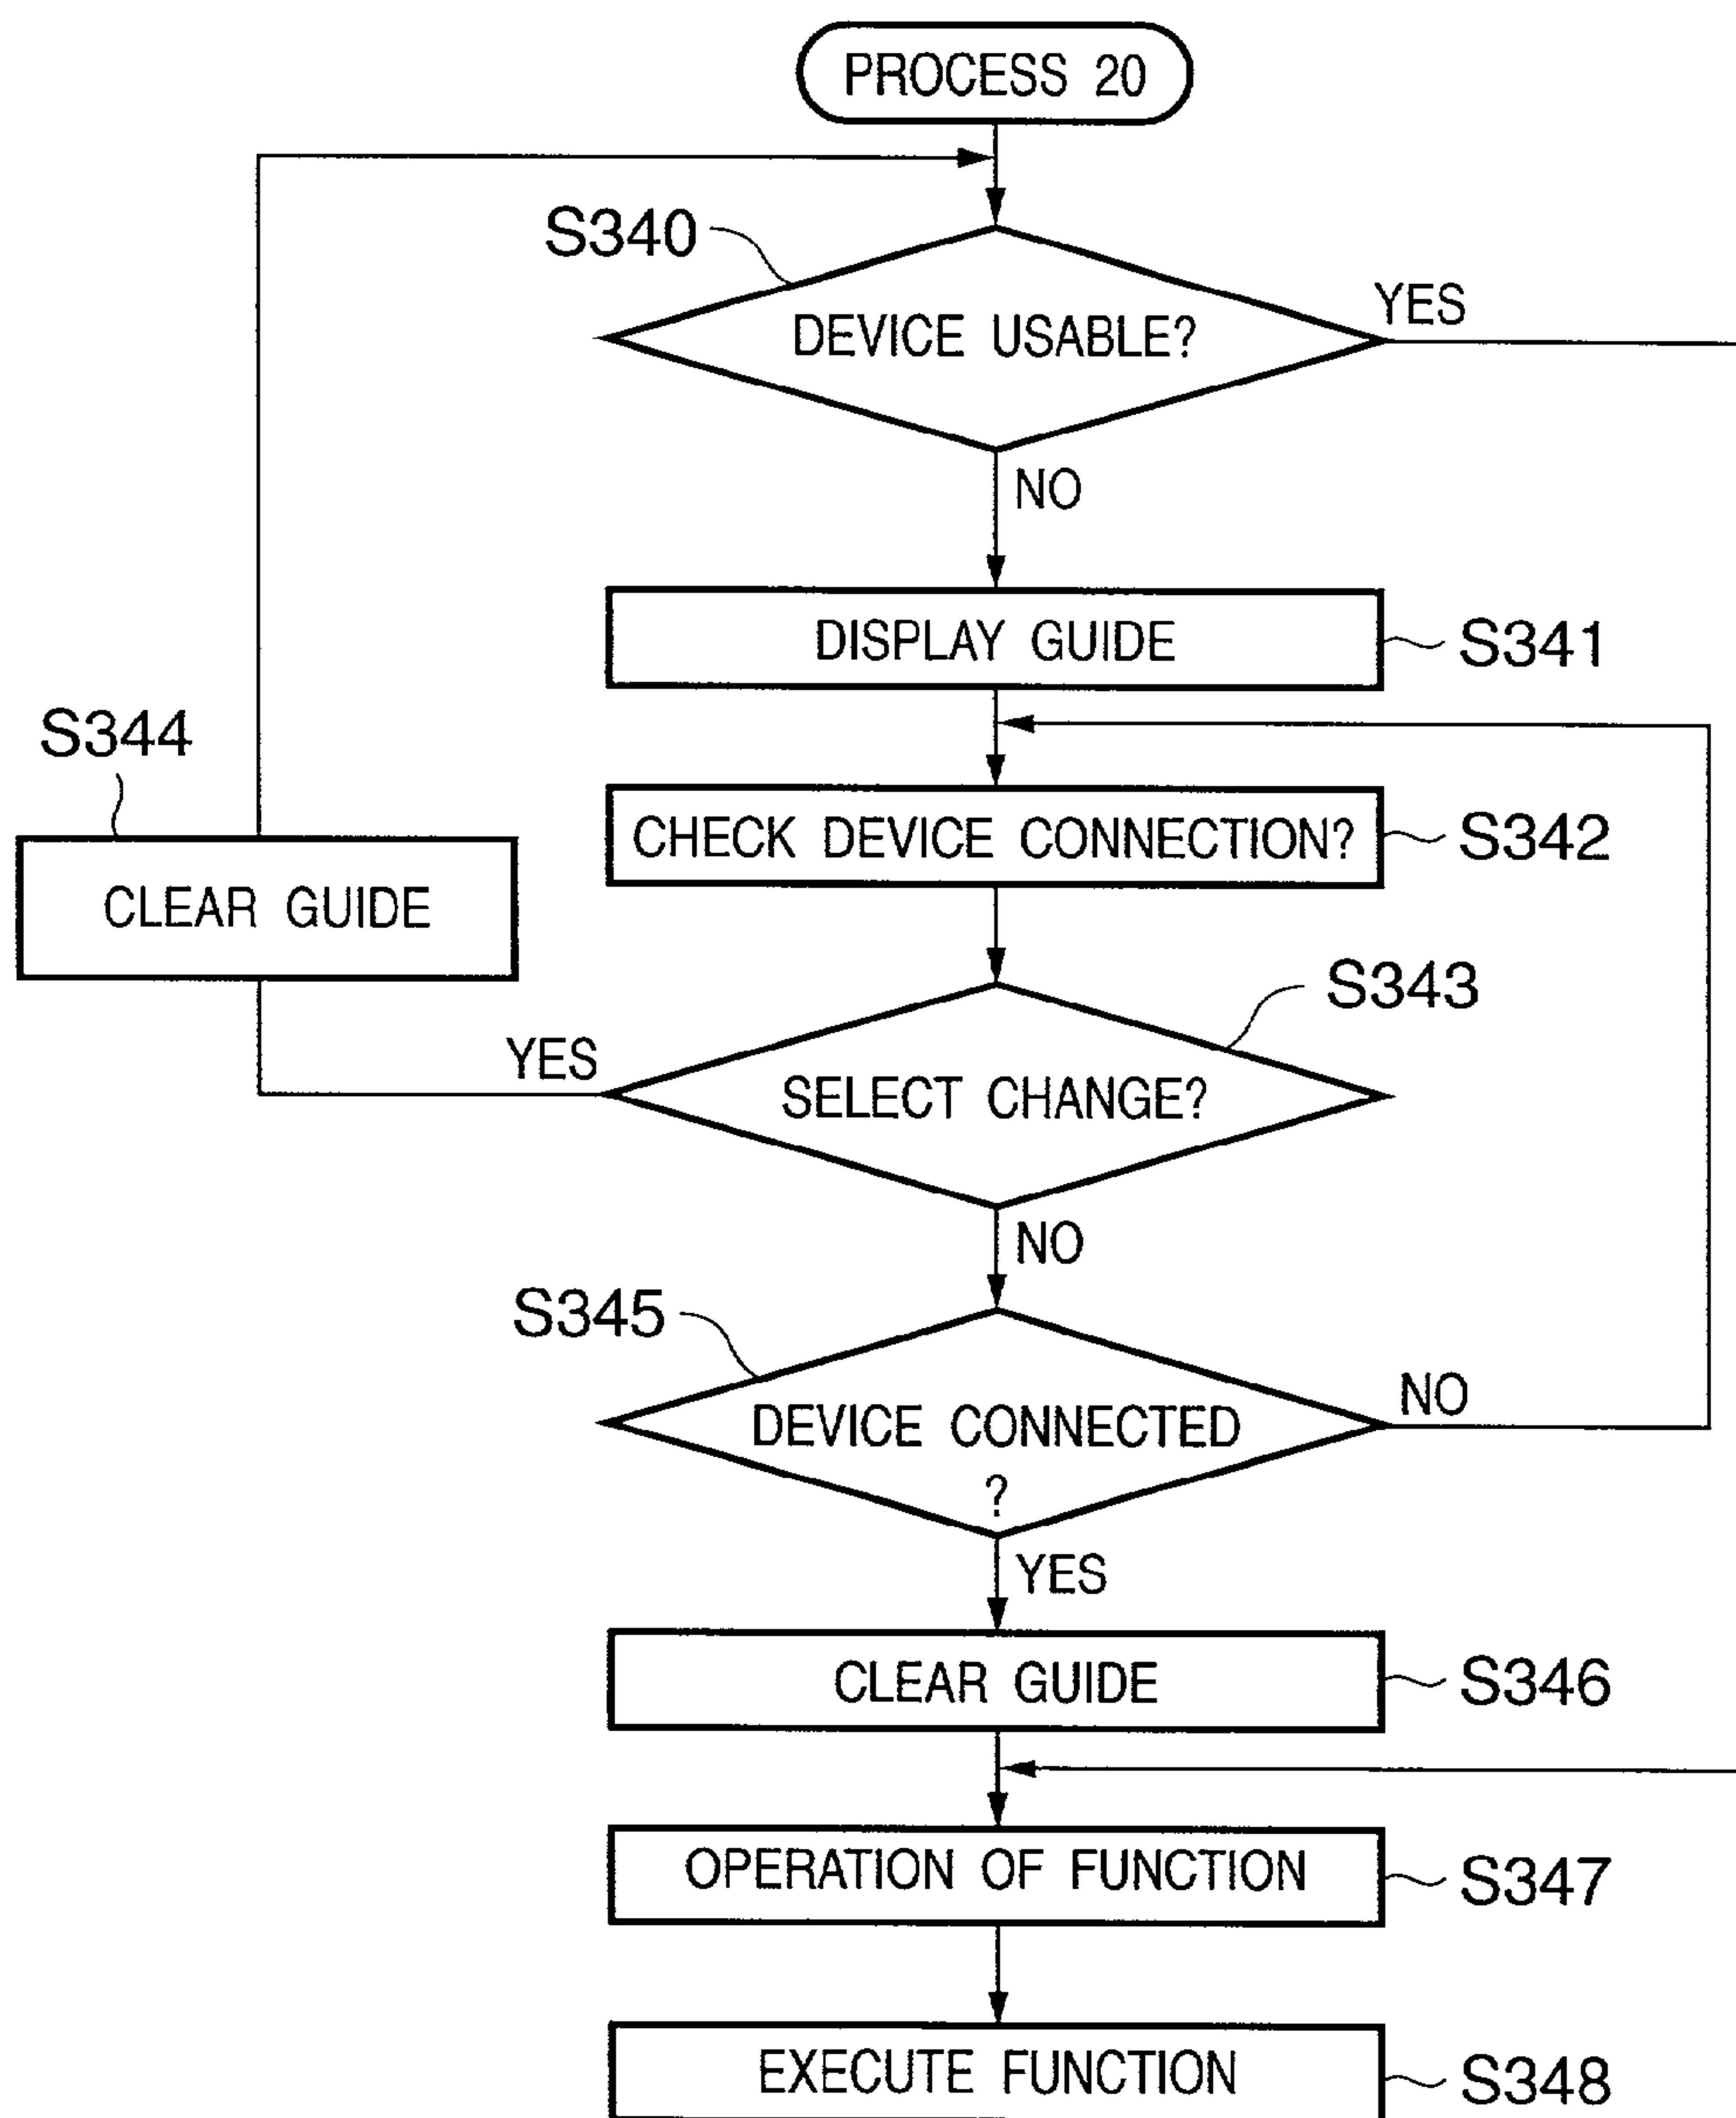 PROCESS 20
S340
DEVICE USABLE?
YES
NO
DISPLAY GUIDE
S341
S344
CLEAR GUIDE
CHECK DEVICE CONNECTION?
S342
S343
SELECT CHANGE?
YES
NO
S345
DEVICE CONNECTED
?
NO
YES
CLEAR GUIDE
S346
OPERATION OF FUNCTION
S347
EXECUTE FUNCTION
S348